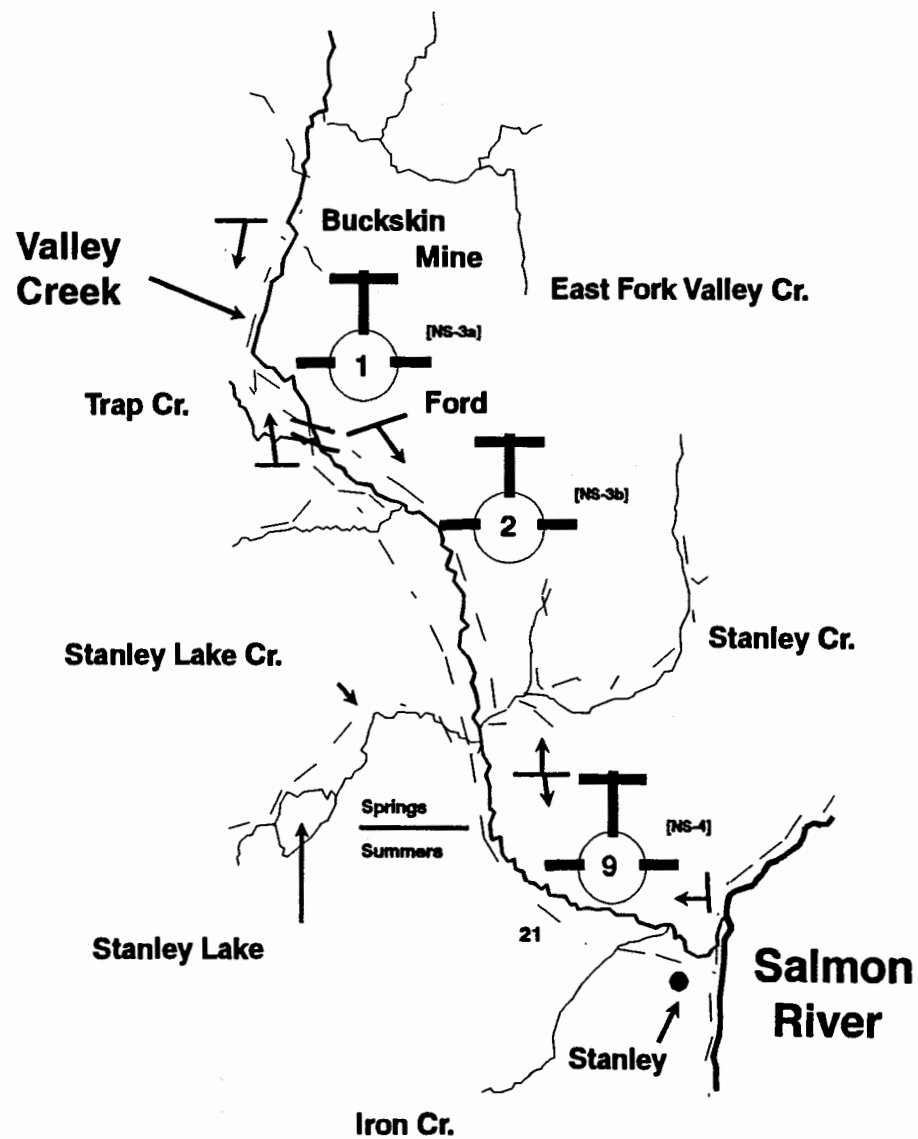 Buckskin
Mine
Valley
Creek
East Fork Valley Cr.
[NS-3a]
1
Trap Cr.
Ford
[NS-3b]
2
Stanley Cr.
Stanley Lake Cr.
Springs
Summers
[NS-4]
9
21
Stanley Lake
Salmon
River
Stanley
Iron Cr.